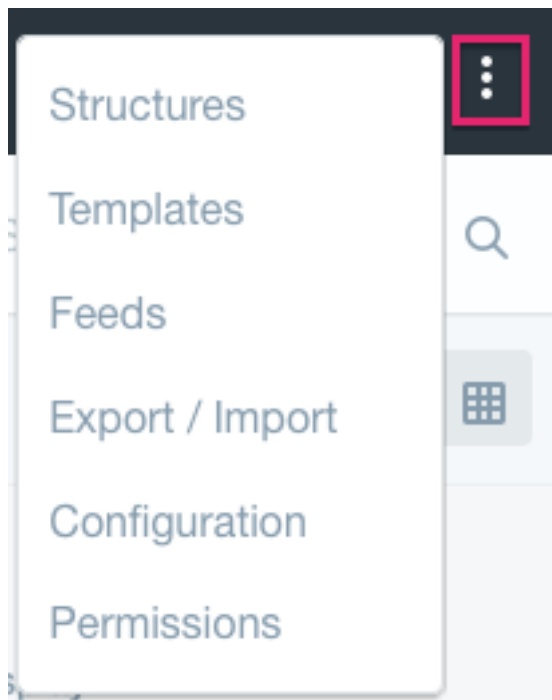 Structures
Templates
Feeds
Export / Import
Configuration
Permissions